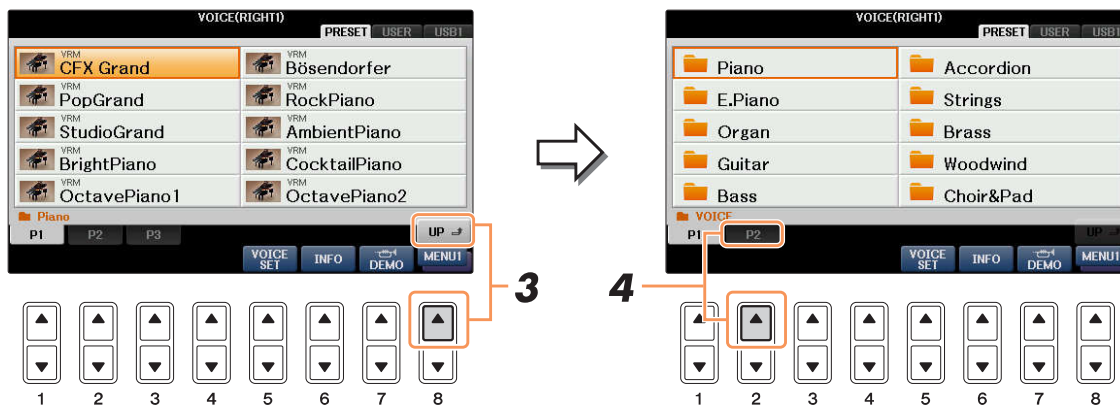 VOICE(RIGHT1)
PRESET USER USB1
VRM
CFX Grand
VRM
Bösendorfer
VRM
PopGrand
VRM
RockPiano
VRM
StudioGrand
VRM
AmbientPiano
VRM
BrightPiano
VRM
CocktailPiano
VRM
OctavePiano1
VRM
OctavePiano2
Piano
P1 P2 P3 UP
VOICE SET INFO DEMO MENU1
3
1 2 3 4 5 6 7 8
VOICE(RIGHT1)
PRESET USER USB1
Piano Accordion
E.Piano Strings
Organ Brass
Guitar Woodwind
Bass Choir&Pad
VOICE
P1 P2 UP
VOICE SET INFO DEMO MENU1
4
1 2 3 4 5 6 7 8